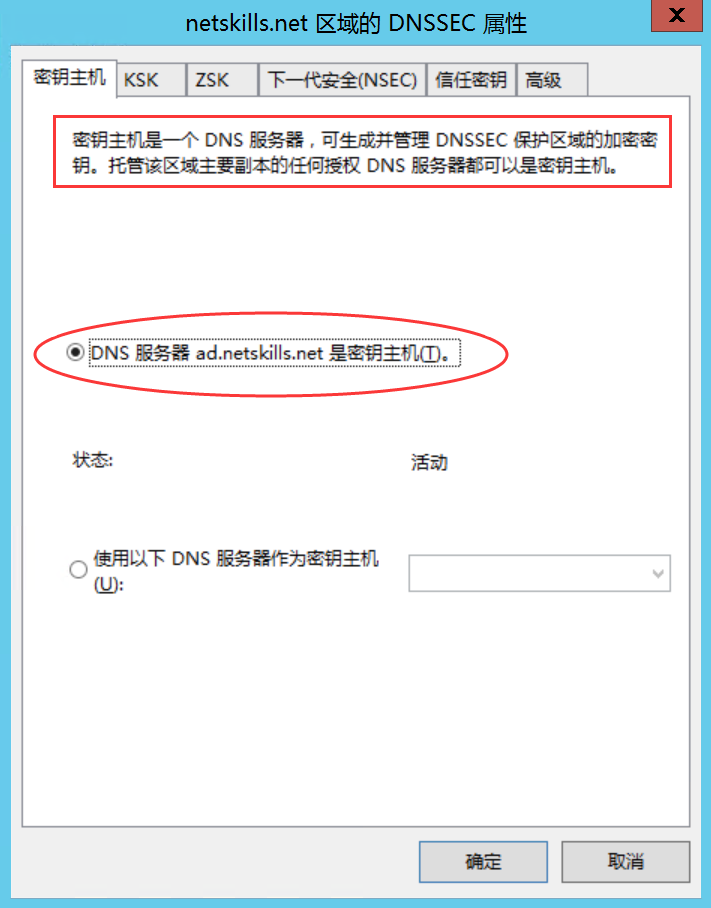 netskills.net 区域的 DNSSEC 属性
X
密钥主机 KSK ZSK 下一代安全(NSEC) 信任密钥 高级
密钥主机是一个 DNS 服务器，可生成并管理 DNSSEC 保护区域的加密密
钥。托管该区域主要副本的任何授权 DNS 服务器都可以是密钥主机。
DNS 服务器 ad.netskills.net 是密钥主机(T)。
状态: 活动
使用以下 DNS 服务器作为密钥主机
(U):
确定 取消